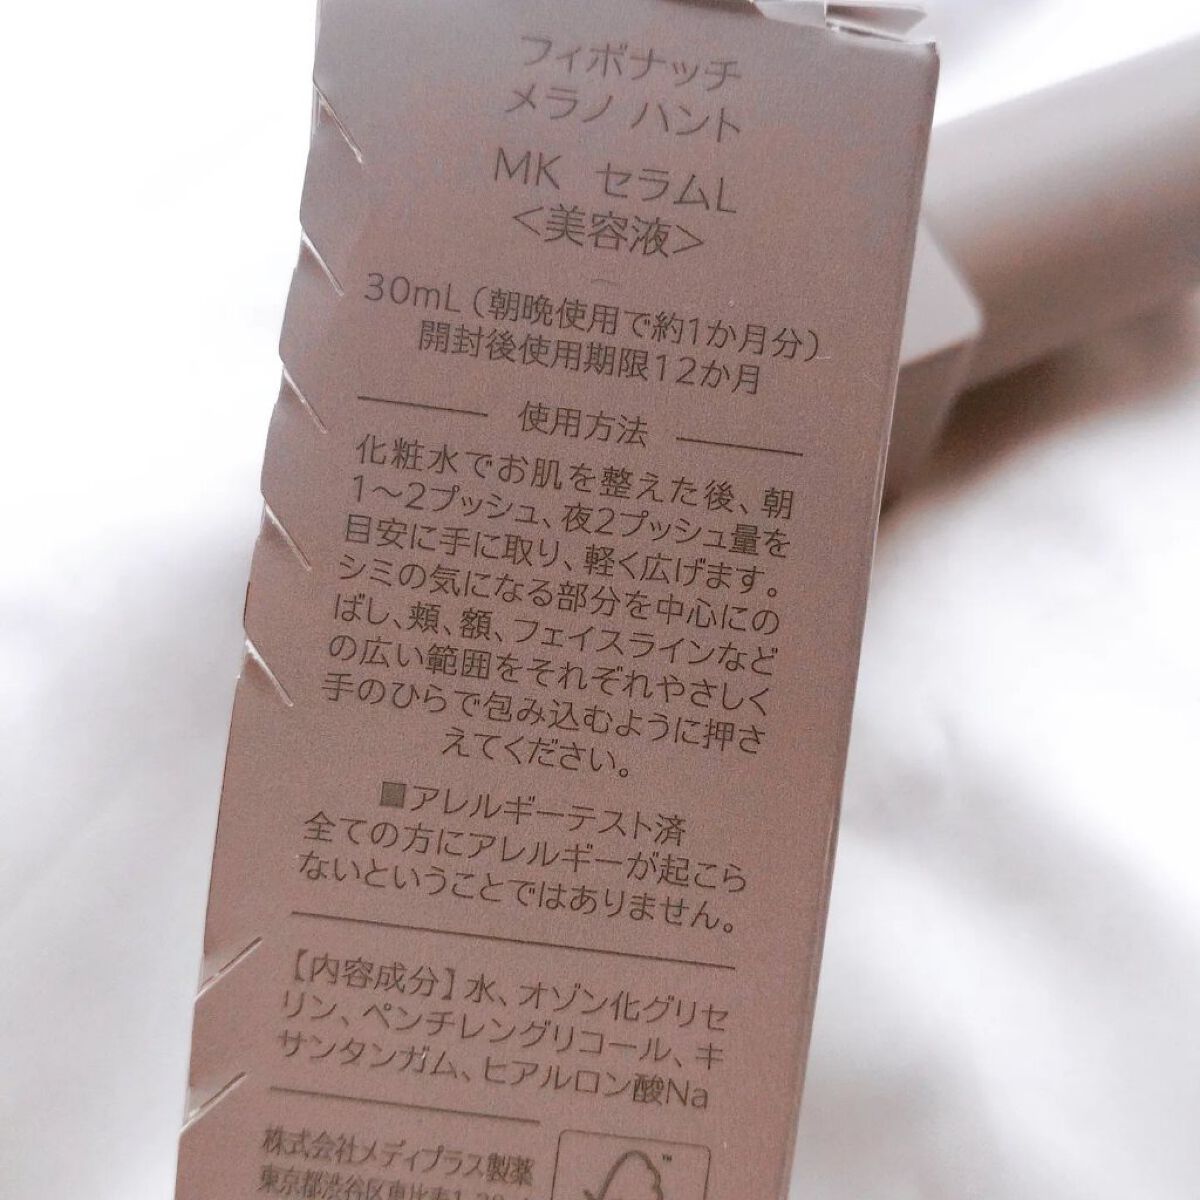 フィボナッチ
メラノ ハント
MK セラムL
＜美容液＞
30mL（朝晩使用で約1か月分）
開封後使用期限12か月
使用方法
化粧水でお肌を整えた後、朝
1〜2プッシュ、夜2プッシュ量を
目安に手に取り、軽く広げます。
シミの気になる部分を中心にの
ばし、頬、額、フェイスラインなど
の広い範囲をそれぞれやさしく
手のひらで包み込むように押さ
えてください。
■アレルギーテスト済
全ての方にアレルギーが起こら
ないということではありません。
【内容成分】水、オゾン化グリセ
リン、ペンチレングリコール、キ
サンタンガム、ヒアルロン酸Na
株式会社メディプラス製薬
東京都渋谷区恵比寿1
™